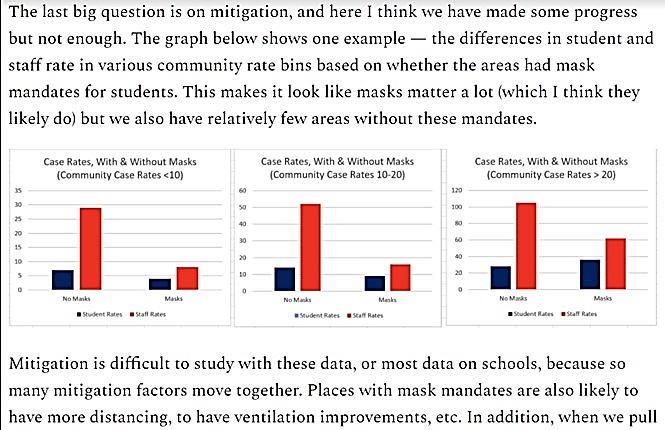 The last big question is on mitigation, and here I think we have made some progress
but not enough. The graph below shows one example — the differences in student and
staff rate in various community rate bins based on whether the areas had mask
mandates for students. This makes it look like masks matter a lot (which I think they
likely do) but we also have relatively few areas without these mandates.
Case Rates, With & Without Masks
(Community Case Rates <10)
35
30
25
20
15
10
5
0
No Masks
Masks
Student Rates
Staff Rates
Case Rates, With & Without Masks
(Community Case Rates 10-20)
60
50
40
30
20
10
0
No Masks
Masks
Student Rates
Staff Rates
Case Rates, With & Without Masks
(Community Case Rates > 20)
120
100
80
60
40
20
0
No Masks
Masks
Student Rates
Staff Rates
Mitigation is difficult to study with these data, or most data on schools, because so
many mitigation factors move together. Places with mask mandates are also likely to
have more distancing, to have ventilation improvements, etc. In addition, when we pull